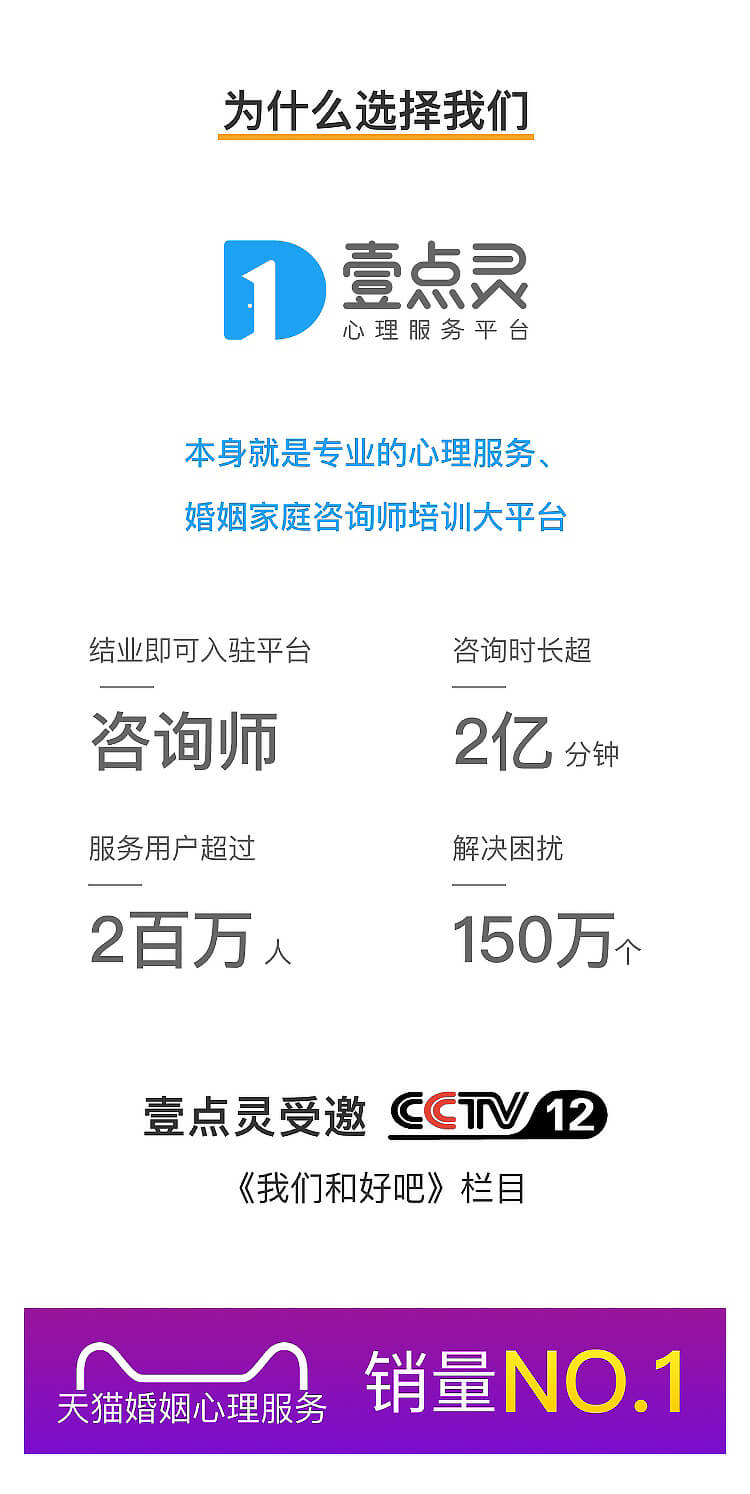 为什么选择我们
壹点灵
心理服务平台
本身就是专业的心理服务、
婚姻家庭咨询师培训大平台
结业即可入驻平台
咨询师
咨询时长超
2亿 分钟
服务用户超过
2百万 人
解决困扰
150万个
壹点灵受邀 CCTV 12
《我们和好吧》栏目
天猫婚姻心理服务
销量NO.1